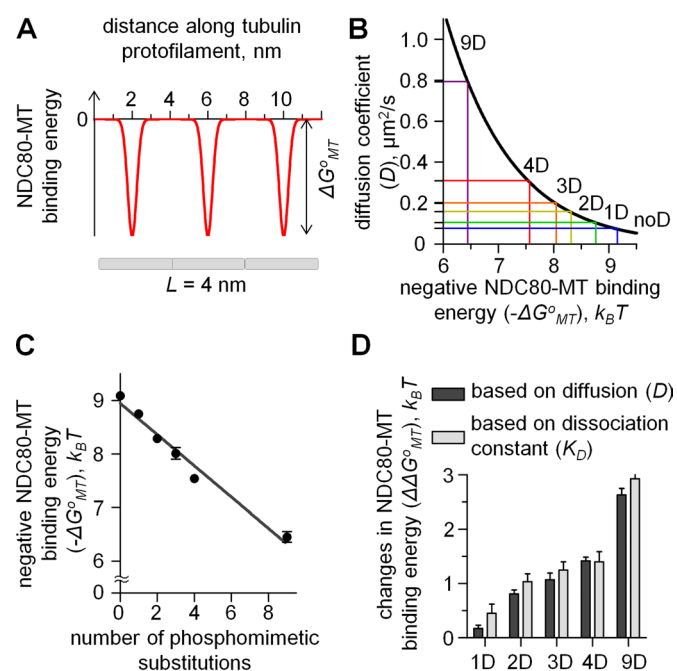 A
distance along tubulin
protofilament, nm
2 4 6 8 10
0
NDC80-MT
binding energy
ΔG°MT
L = 4 nm
B
diffusion coefficient
(D), μm²/s
1.0
0.8
0.4
0.2
0
9D
4D
3D
2D
1D
noD
6 7 8 9
negative NDC80-MT binding
energy (-ΔG°MT), kBT
C
negative NDC80-MT
binding energy
(-ΔG°MT), kBT
9
8
7
6
0
0 2 4 6 8
number of phosphomimetic
substitutions
D
based on diffusion (D)
based on dissociation
constant (KD)
changes in NDC80-MT
binding energy (ΔΔG°MT), kBT
3
2
1
0
1D 2D 3D 4D 9D